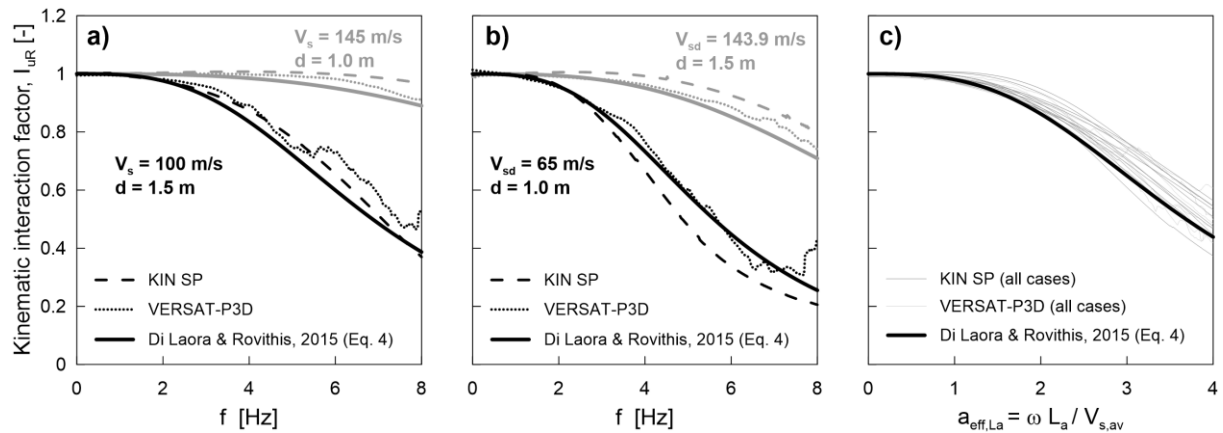 Kinematic interaction factor, I_uR [-]
1.2
1
0.8
0.6
0.4
0.2
0
a)
V_s = 145 m/s
d = 1.0 m
V_s = 100 m/s
d = 1.5 m
KIN SP
VERSAT-P3D
Di Laora & Rovithis, 2015 (Eq. 4)
0 2 4 6 8
f [Hz]
b)
V_sd = 143.9 m/s
d = 1.5 m
V_sd = 65 m/s
d = 1.0 m
KIN SP
VERSAT-P3D
Di Laora & Rovithis, 2015 (Eq. 4)
0 2 4 6 8
f [Hz]
c)
KIN SP (all cases)
VERSAT-P3D (all cases)
Di Laora & Rovithis, 2015 (Eq. 4)
0 1 2 3 4
a_eff,La = ω L_a / V_s,av